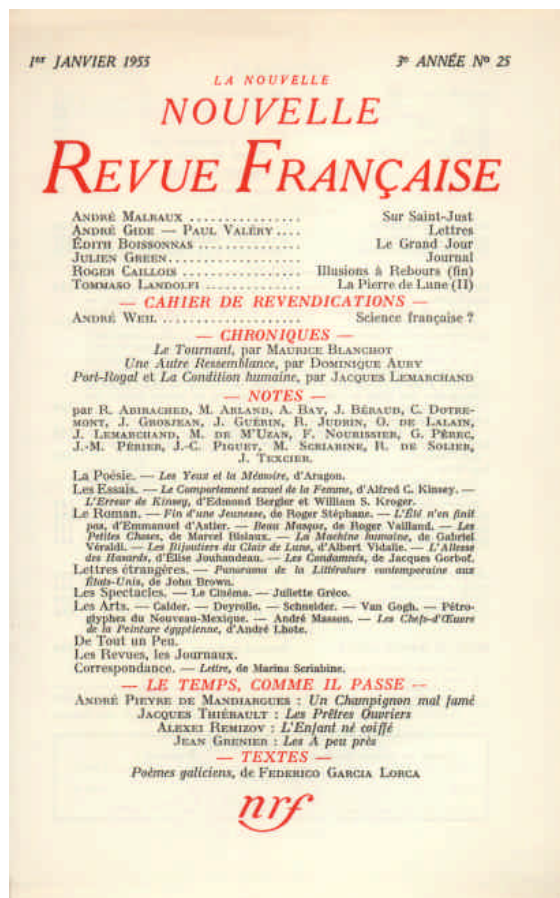 1er JANVIER 1955 3e ANNÉE No 25
LA NOUVELLE
NOUVELLE
REVUE FRANÇAISE
ANDRÉ MALRAUX ................ Sur Saint-Just
ANDRÉ GIDE — PAUL VALÉRY .... Lettres
ÉDITH BOISSONNAS .............. Le Grand Jour
JULIEN GREEN.................. Journal
ROGER CAILLOIS ................ Illusions à Rebours (fin)
TOMMASO LANDOLFI ............. La Pierre de Lune (II)
— CAHIER DE REVENDICATIONS —
ANDRÉ WEIL .................... Science française ?
— CHRONIQUES —
Le Tournant, par MAURICE BLANCHOT
Une Autre Ressemblance, par DOMINIQUE AURY
Port-Royal et La Condition humaine, par JACQUES LEMARCHAND
— NOTES —
par R. ABIRACHED, M. ARLAND, A. BAY, J. BÉRAUD, C. DOTRE-
MONT, J. GROSJEAN, J. GUÉRIN, R. JUDRIN, O. DE LALAIN,
J. LEMARCHAND, M. DE M'UZAN, F. NOURISSIER, G. PÉREC,
J.-M. PÉRIER, J.-C. PIGUET, M. SCRIABINE, R. DE SOLIER,
J. TEXCIER.
La Poésie. — Les Yeux et la Mémoire, d'Aragon.
Les Essais. — Le Comportement sexuel de la Femme, d'Alfred C. Kinsey. —
L'Erreur de Kinsey, d'Edmond Bergler et William S. Kroger.
Le Roman. — Fin d'une Jeunesse, de Roger Stéphane. — L'Été n'en finit
pas, d'Emmanuel d'Astier. — Beau Masque, de Roger Vailland. — Les
Petites Choses, de Marcel Bisiaux. — La Machine humaine, de Gabriel
Véraldi. — Les Bijoutiers du Clair de Lune, d'Albert Vidalie. — L'Altesse
des Hasards, d'Élise Jouhandeau. — Les Condamnés, de Jacques Gorbof.
Lettres étrangères. — Panorama de la Littérature contemporaine aux
États-Unis, de John Brown.
Les Spectacles. — Le Cinéma. — Juliette Gréco.
Les Arts. — Calder. — Deyrolle. — Schneider. — Van Gogh. — Pétro-
glyphes du Nouveau-Mexique. — André Masson. — Les Chefs-d'Œuvre
de la Peinture égyptienne, d'André Lhote.
De Tout un Peu.
Les Revues, les Journaux.
Correspondance. — Lettre, de Marina Scriabine.
— LE TEMPS, COMME IL PASSE —
ANDRÉ PIEYRE DE MANDIARGUES : Un Champignon mal famé
JACQUES THIÉBAULT : Les Prêtres Ouvriers
ALEXEI REMIZOV : L'Enfant né coiffé
JEAN GRENIER : Les A peu près
— TEXTES —
Poèmes galiciens, de FEDERICO GARCIA LORCA
nrf